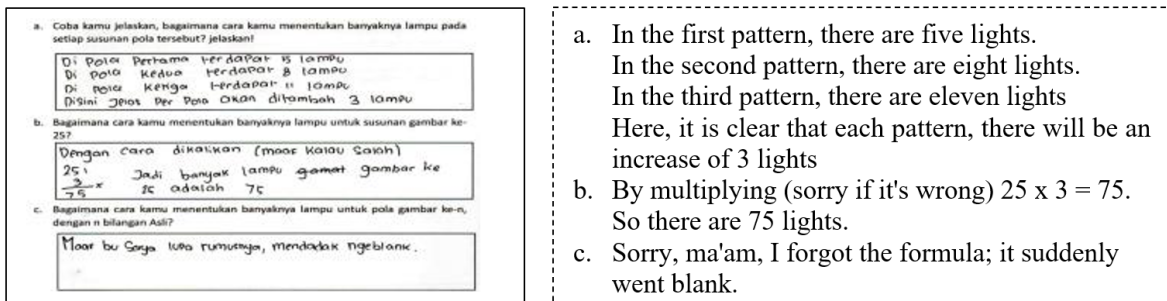 a. Coba kamu jelaskan, bagaimana cara kamu menentukan banyaknya lampu pada
setiap susunan pola tersebut? jelaskan!
Di Pola Pertama terdapat 5 lampu
Di Pola Kedua terdapat 8 lampu
Di Pola Ketiga terdapat 11 lampu
Disini Jelas Per Pola akan ditambah 3 lampu
b. Bagaimana cara kamu menentukan banyaknya lampu untuk susunan gambar ke-
25?
Dengan cara dikalikan (maaf Kalau Salah)
25
3 x
75
Jadi banyak lampu gambar ke
25 adalah 75
c. Bagaimana cara kamu menentukan banyaknya lampu untuk pola gambar ke-n,
dengan n bilangan Asli?
Maaf bu Saya lupa rumusnya, mendadak ngeblank.
a. In the first pattern, there are five lights.
In the second pattern, there are eight lights.
In the third pattern, there are eleven lights
Here, it is clear that each pattern, there will be an
increase of 3 lights
b. By multiplying (sorry if it's wrong) 25 x 3 = 75.
So there are 75 lights.
c. Sorry, ma'am, I forgot the formula; it suddenly
went blank.